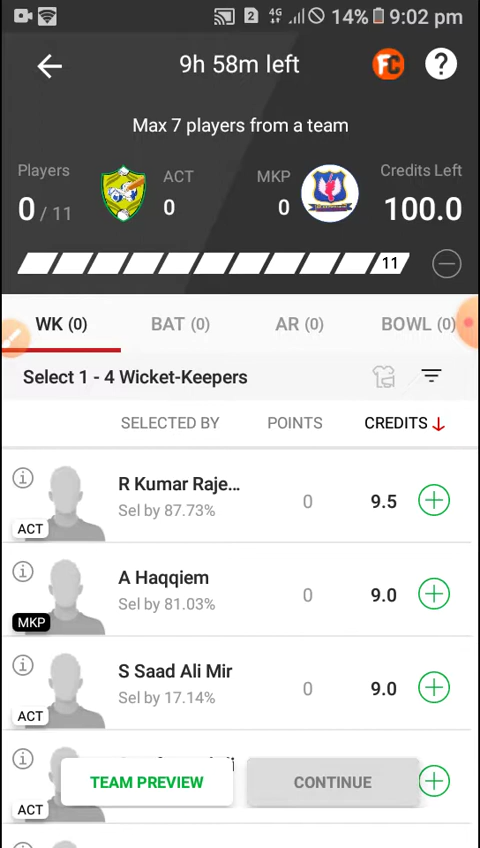 2 4G 14% 9:02 pm
9h 58m left FC ?
Max 7 players from a team
Players ACT MKP Credits Left
0 / 11 0 0 100.0
11
WK (0) BAT (0) AR (0) BOWL (0)
Select 1 - 4 Wicket-Keepers
SELECTED BY POINTS CREDITS
R Kumar Raje...
Sel by 87.73% 0 9.5
ACT
A Haqqiem
Sel by 81.03% 0 9.0
MKP
S Saad Ali Mir
Sel by 17.14% 0 9.0
ACT
TEAM PREVIEW CONTINUE
ACT